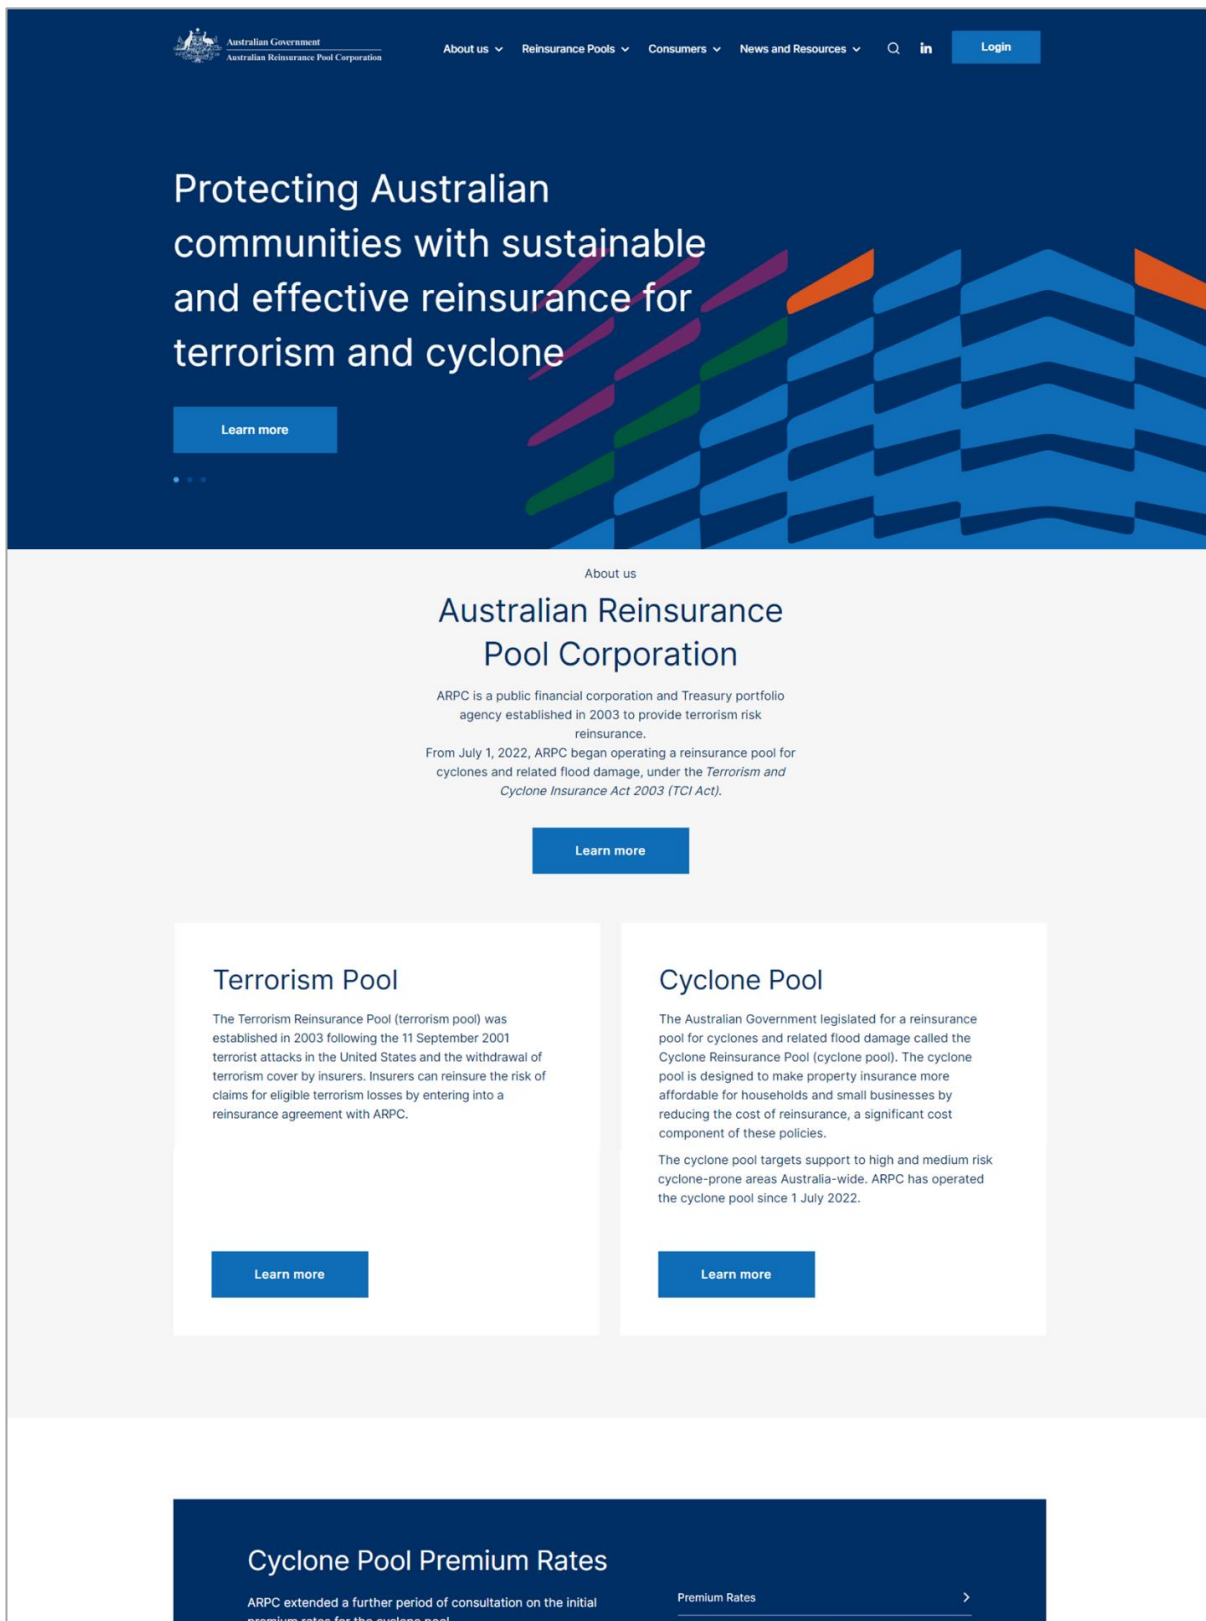 Australian Government
Australian Reinsurance Pool Corporation
About us
Reinsurance Pools
Consumers
News and Resources
in
Login
Protecting Australian
communities with sustainable
and effective reinsurance for
terrorism and cyclone
Learn more
About us
Australian Reinsurance
Pool Corporation
ARPC is a public financial corporation and Treasury portfolio
agency established in 2003 to provide terrorism risk
reinsurance.
From July 1, 2022, ARPC began operating a reinsurance pool for
cyclones and related flood damage, under the Terrorism and
Cyclone Insurance Act 2003 (TCI Act).
Learn more
Terrorism Pool
The Terrorism Reinsurance Pool (terrorism pool) was
established in 2003 following the 11 September 2001
terrorist attacks in the United States and the withdrawal of
terrorism cover by insurers. Insurers can reinsure the risk of
claims for eligible terrorism losses by entering into a
reinsurance agreement with ARPC.
Learn more
Cyclone Pool
The Australian Government legislated for a reinsurance
pool for cyclones and related flood damage called the
Cyclone Reinsurance Pool (cyclone pool). The cyclone
pool is designed to make property insurance more
affordable for households and small businesses by
reducing the cost of reinsurance, a significant cost
component of these policies.
The cyclone pool targets support to high and medium risk
cyclone-prone areas Australia-wide. ARPC has operated
the cyclone pool since 1 July 2022.
Learn more
Cyclone Pool Premium Rates
ARPC extended a further period of consultation on the initial
premium rates for the cyclone pool
Premium Rates